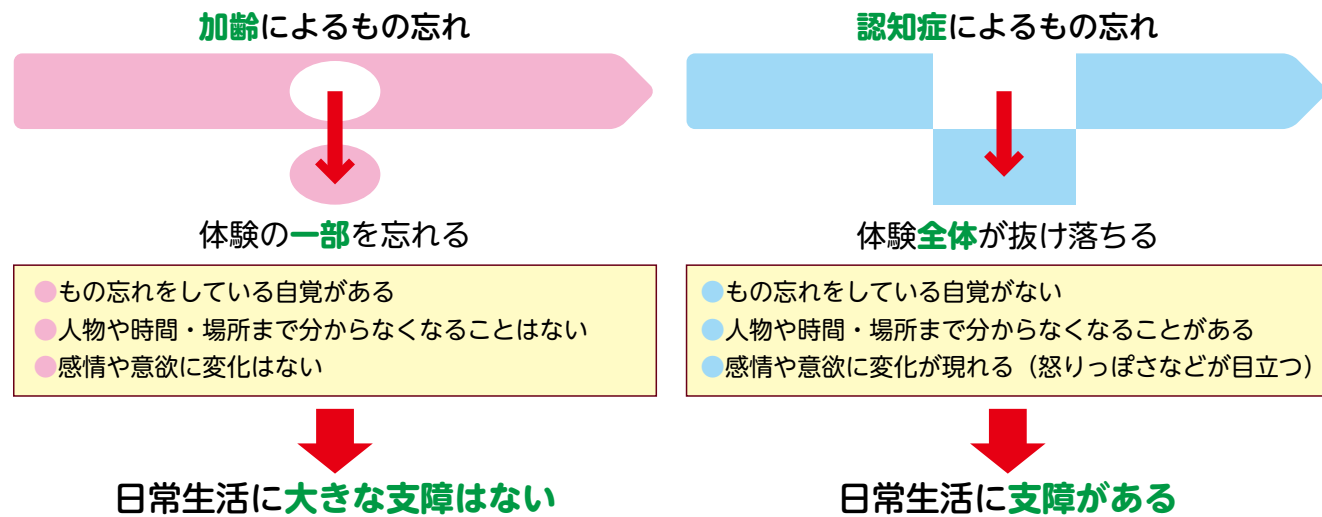 加齢によるもの忘れ
体験の一部を忘れる
●もの忘れをしている自覚がある
●人物や時間・場所まで分からなくなることはない
●感情や意欲に変化はない
日常生活に大きな支障はない
認知症によるもの忘れ
体験全体が抜け落ちる
●もの忘れをしている自覚がない
●人物や時間・場所まで分からなくなることがある
●感情や意欲に変化が現れる（怒りっぽさなどが目立つ）
日常生活に支障がある